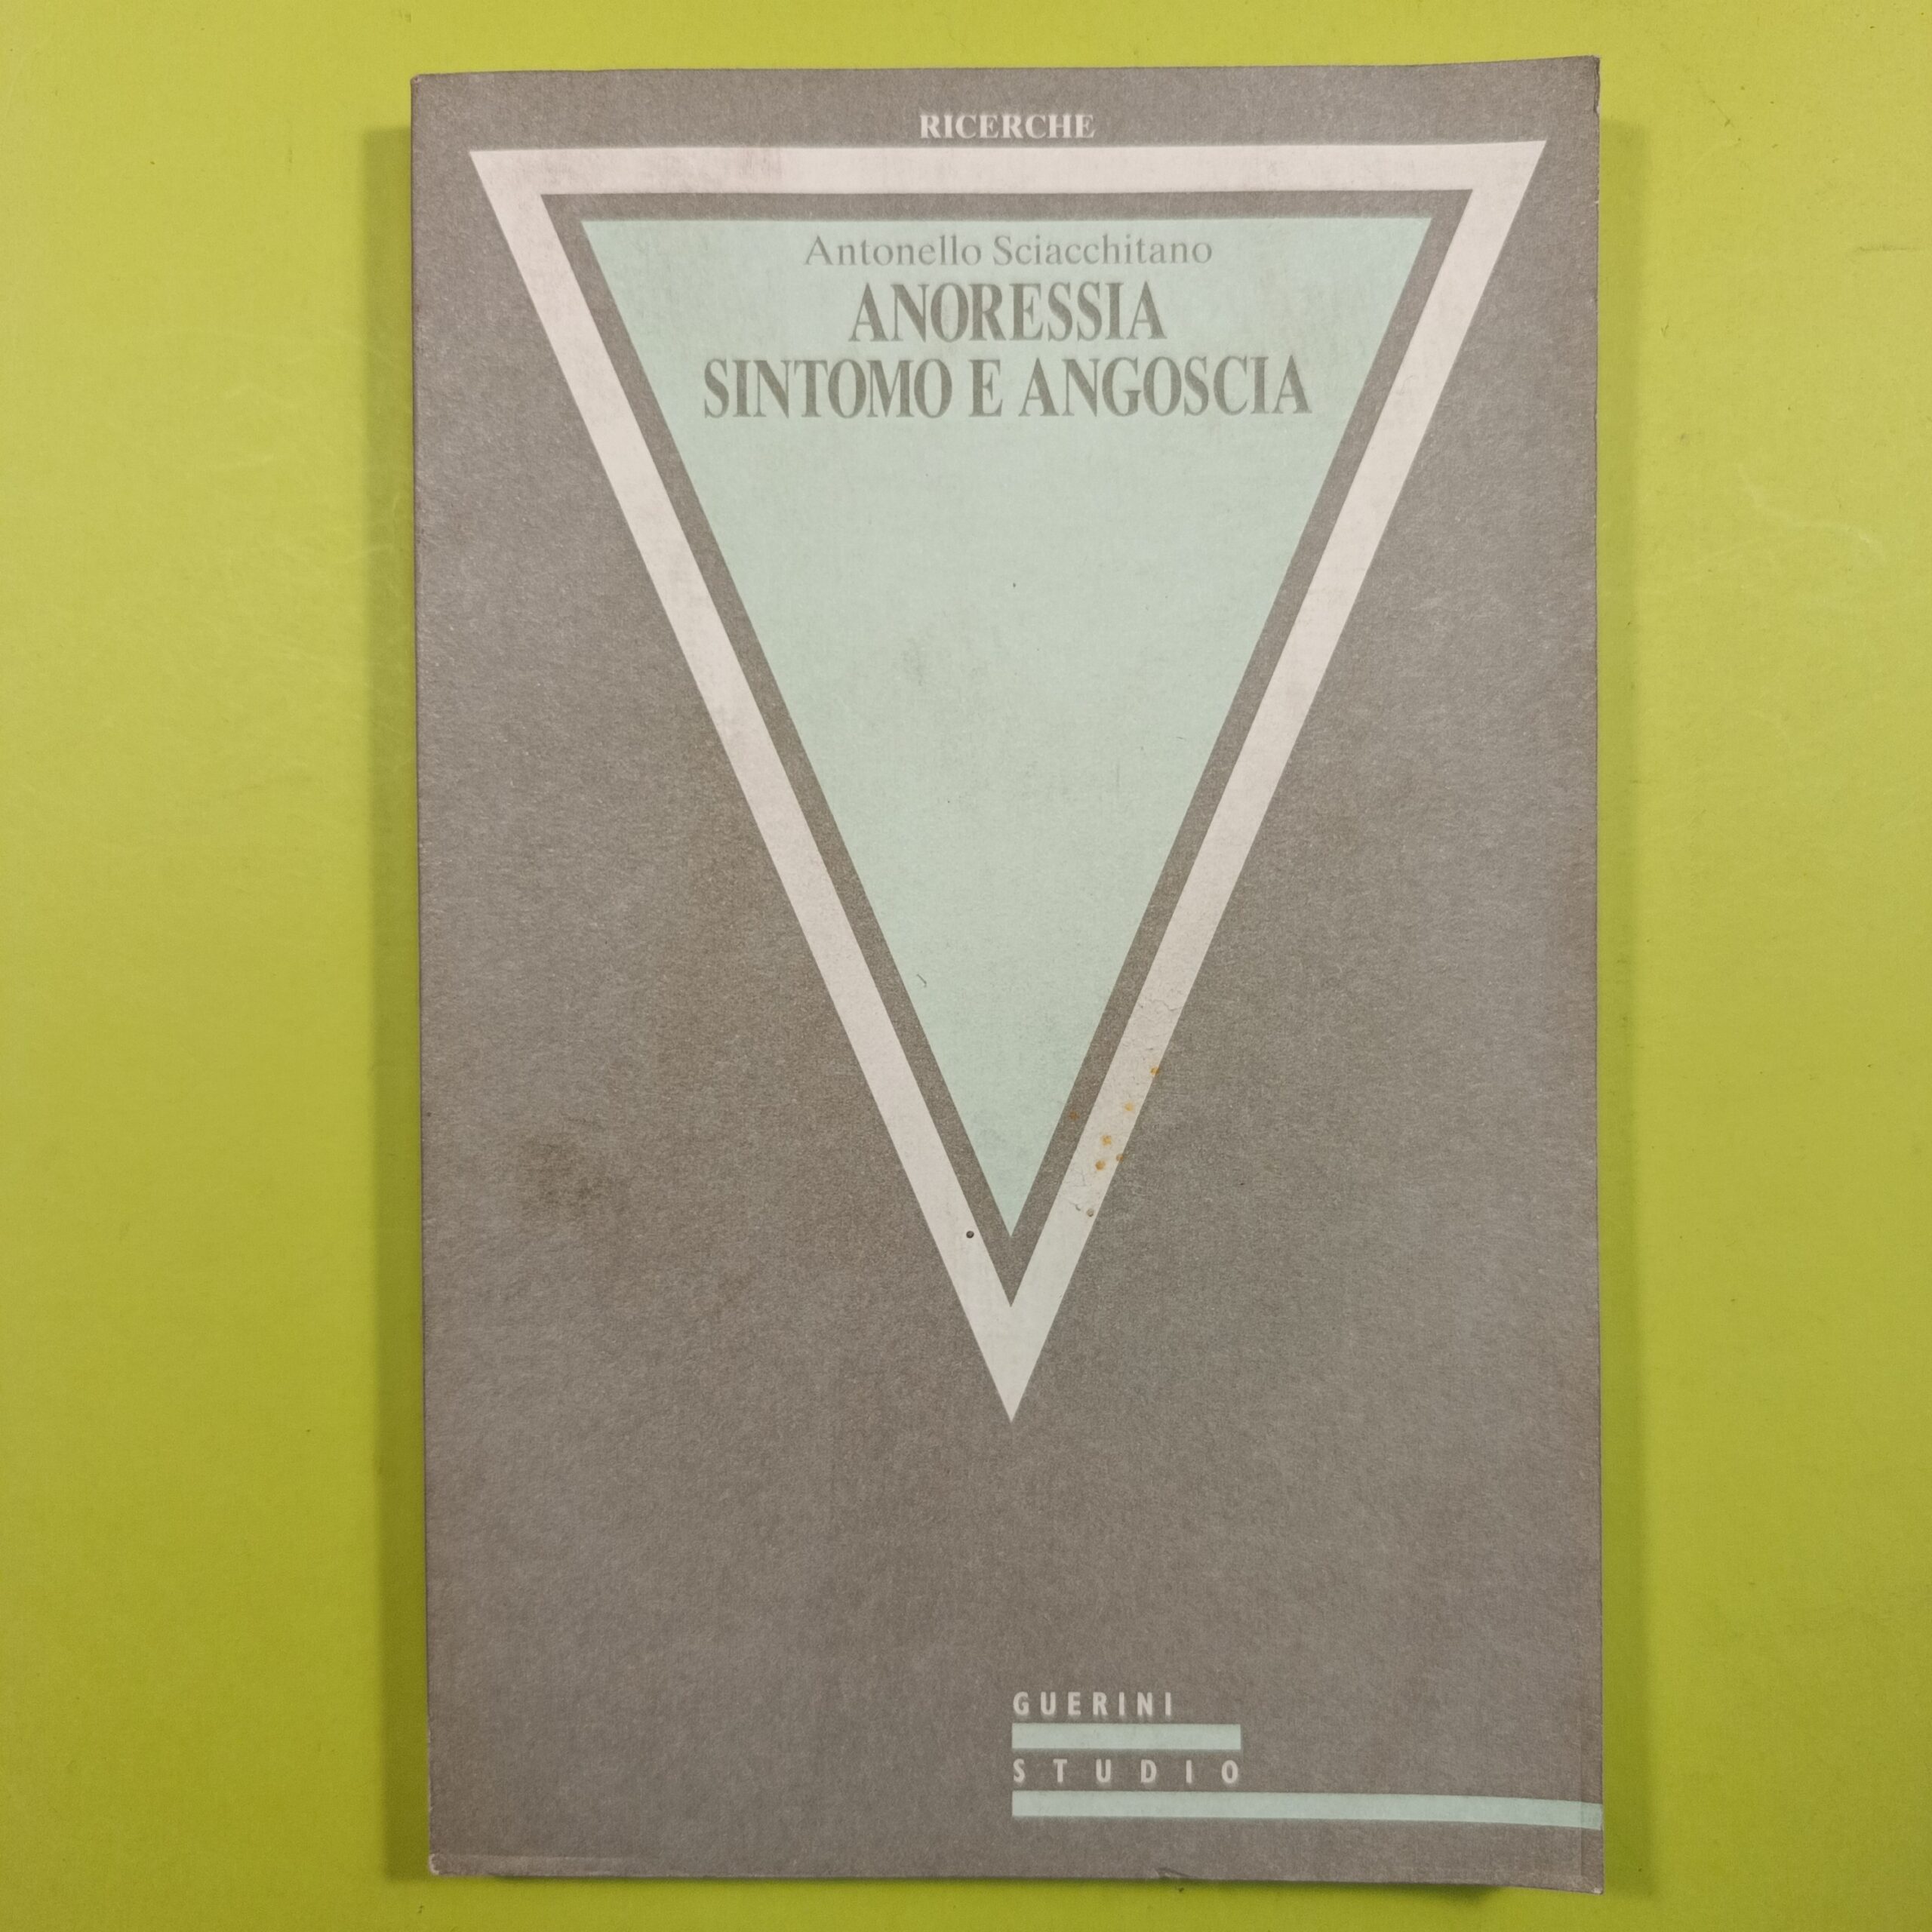 RICERCHE
Antonello Sciacchitano
ANORESSIA
SINTOMO E ANGOSCIA
GUERINI
STUDIO